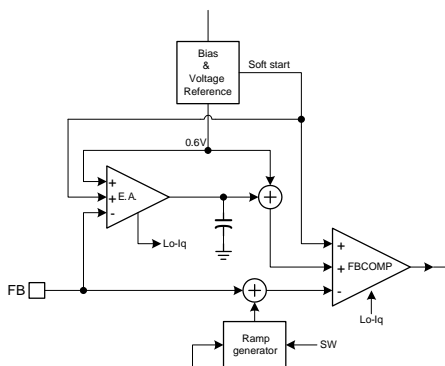 Bias
&
Voltage
Reference
Soft start
0.6V
+
+
-
E.A.
+
Lo-Iq
+
+
-
FBCOMP
FB
+
Lo-Iq
Ramp
generator
SW